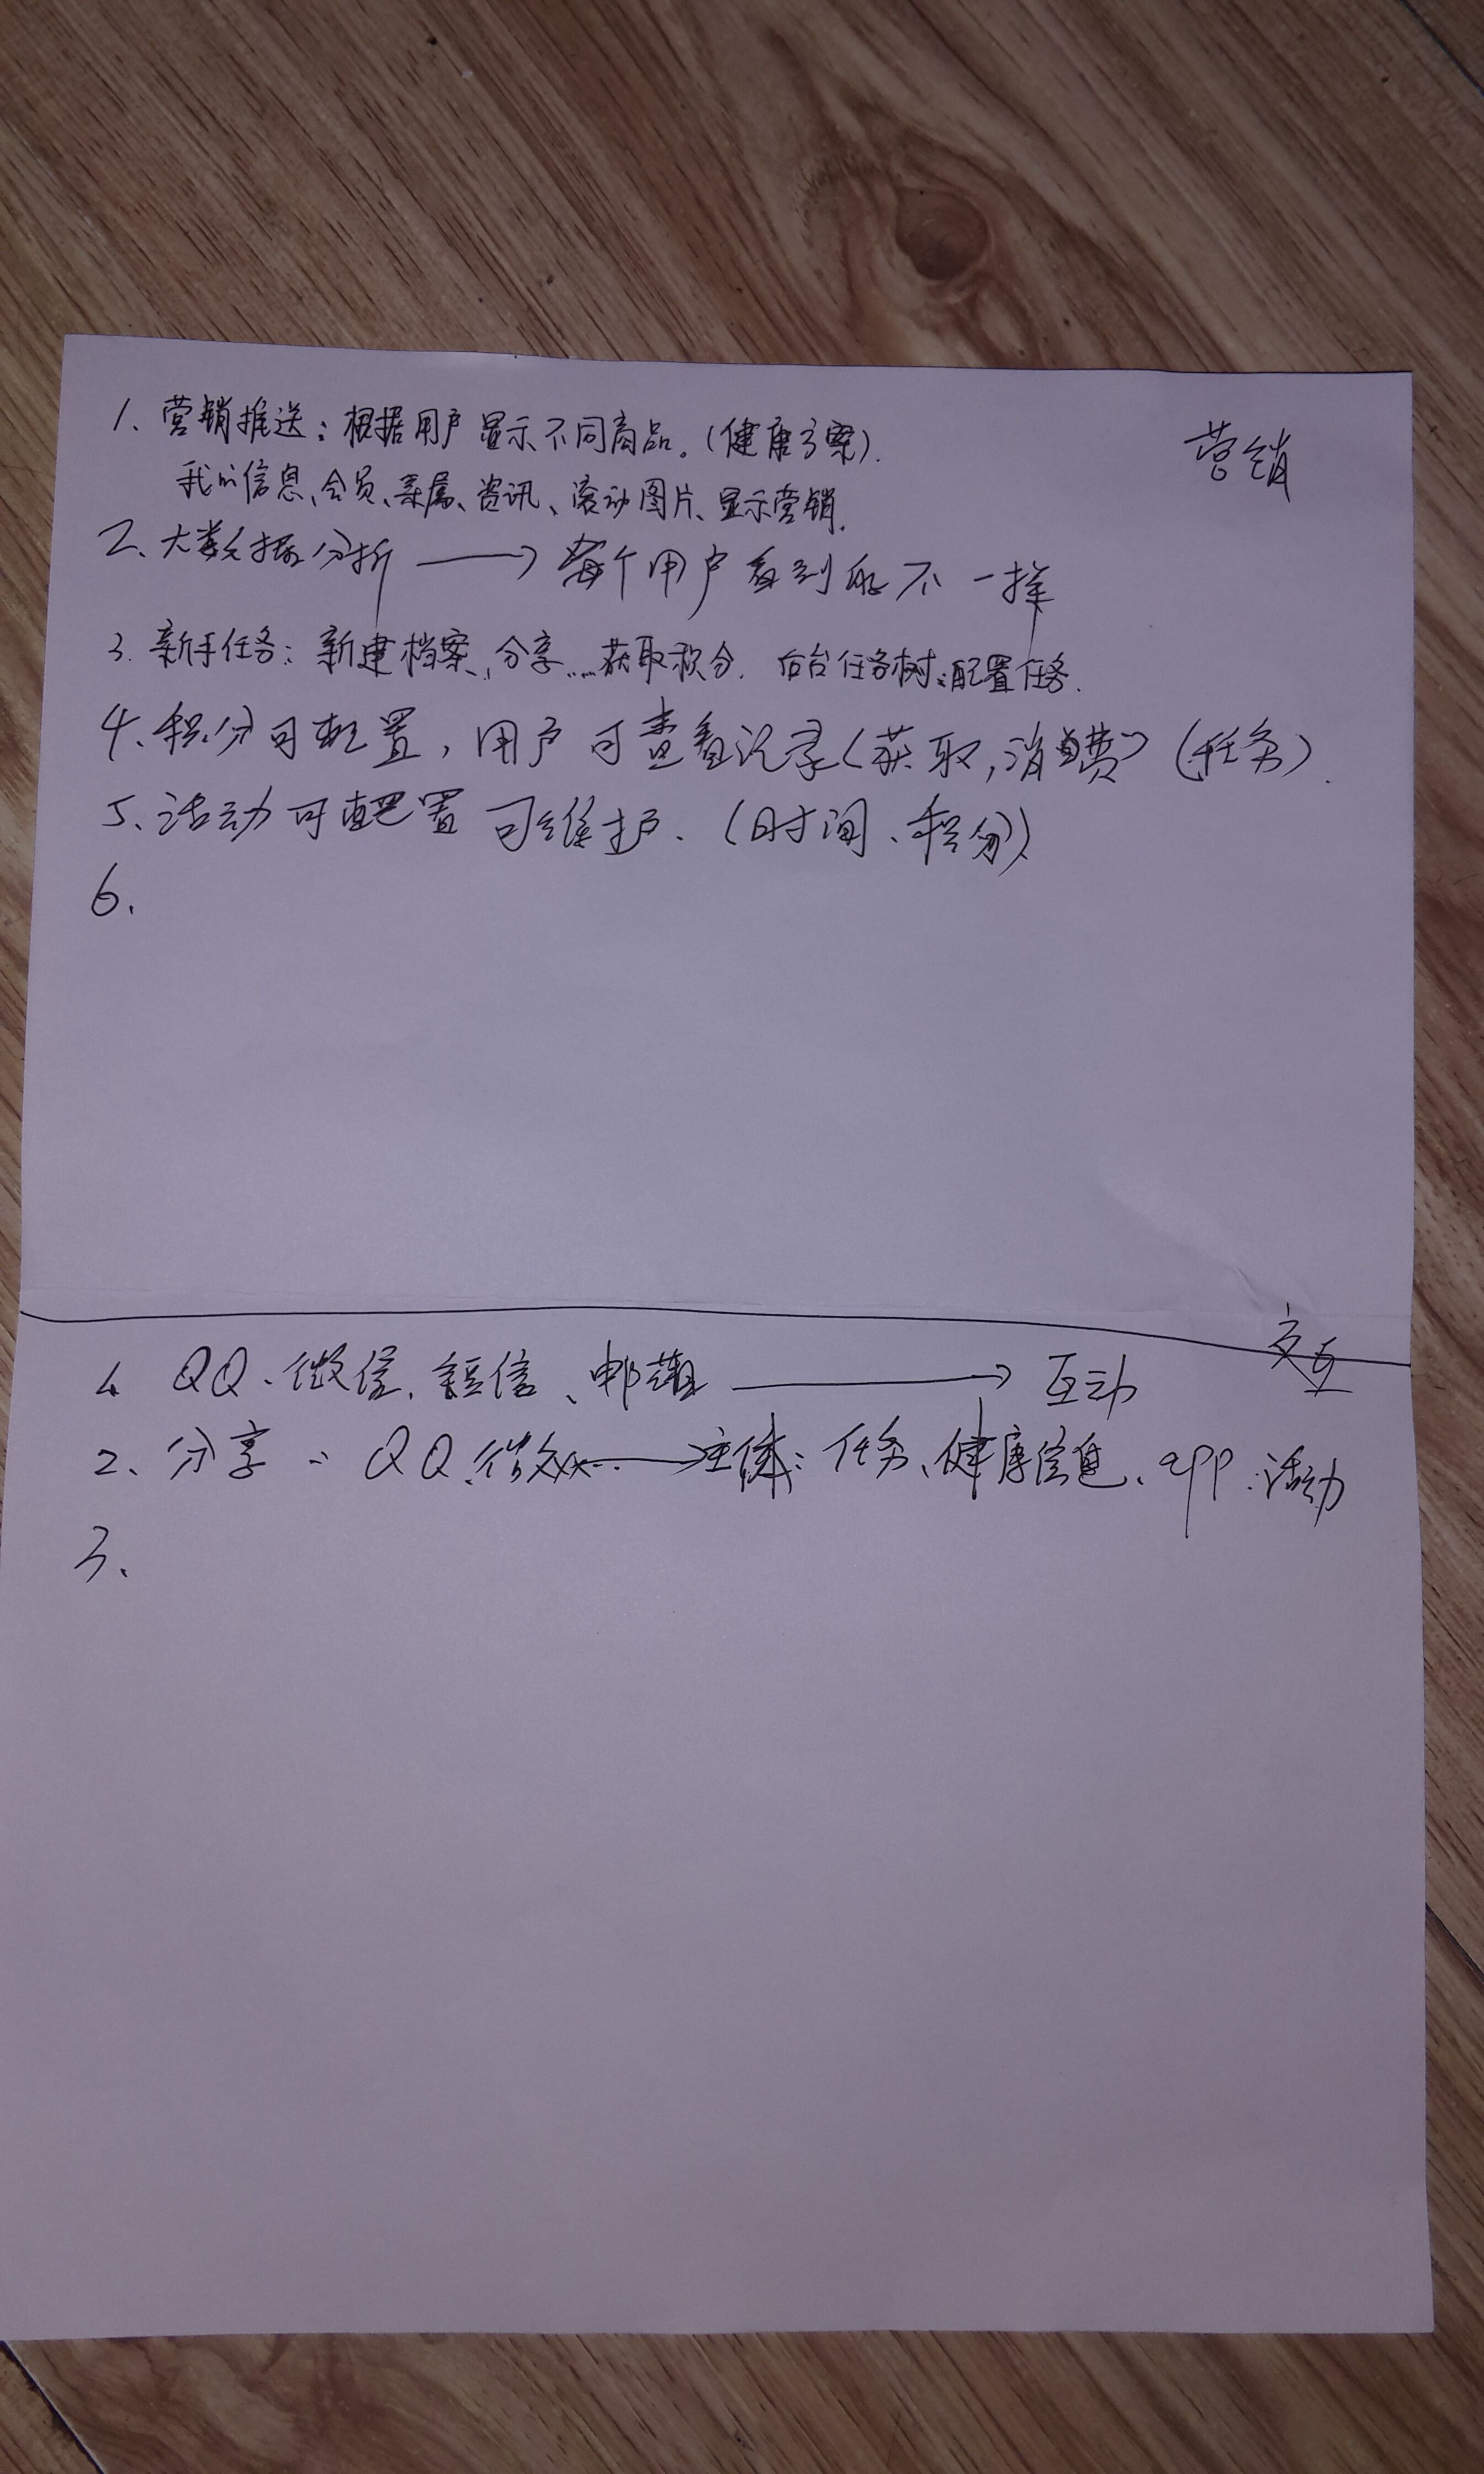 营销
1、营销推送：根据用户显示不同商品。（健康方案）.
我的信息、会员、亲属、资讯、滚动图片、显示营销.
2、大数据分析 → 每个用户看到的不一样
3. 新手任务：新建档案、分享……获取积分. 后台任务树：配置任务.
4、积分可配置，用户可查看记录（获取，消费）（任务）.
5、活动可配置 可维护.（时间、积分）
6.
交互
1、QQ、微信、短信、邮箱 → 互动
2、分享 QQ、 → 主体：任务、健康信息、app、活动
3、